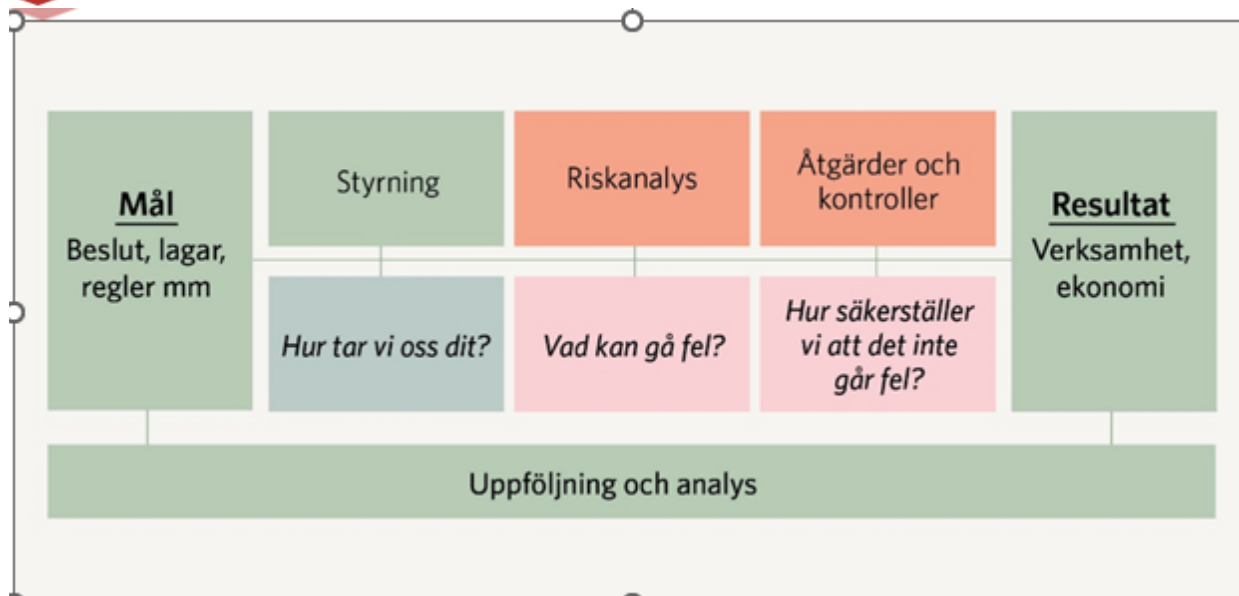 Mål
Beslut, lagar,
regler mm
Styrning
Hur tar vi oss dit?
Riskanalys
Vad kan gå fel?
Åtgärder och
kontroller
Hur säkerställer
vi att det inte
går fel?
Resultat
Verksamhet,
ekonomi
Uppföljning och analys